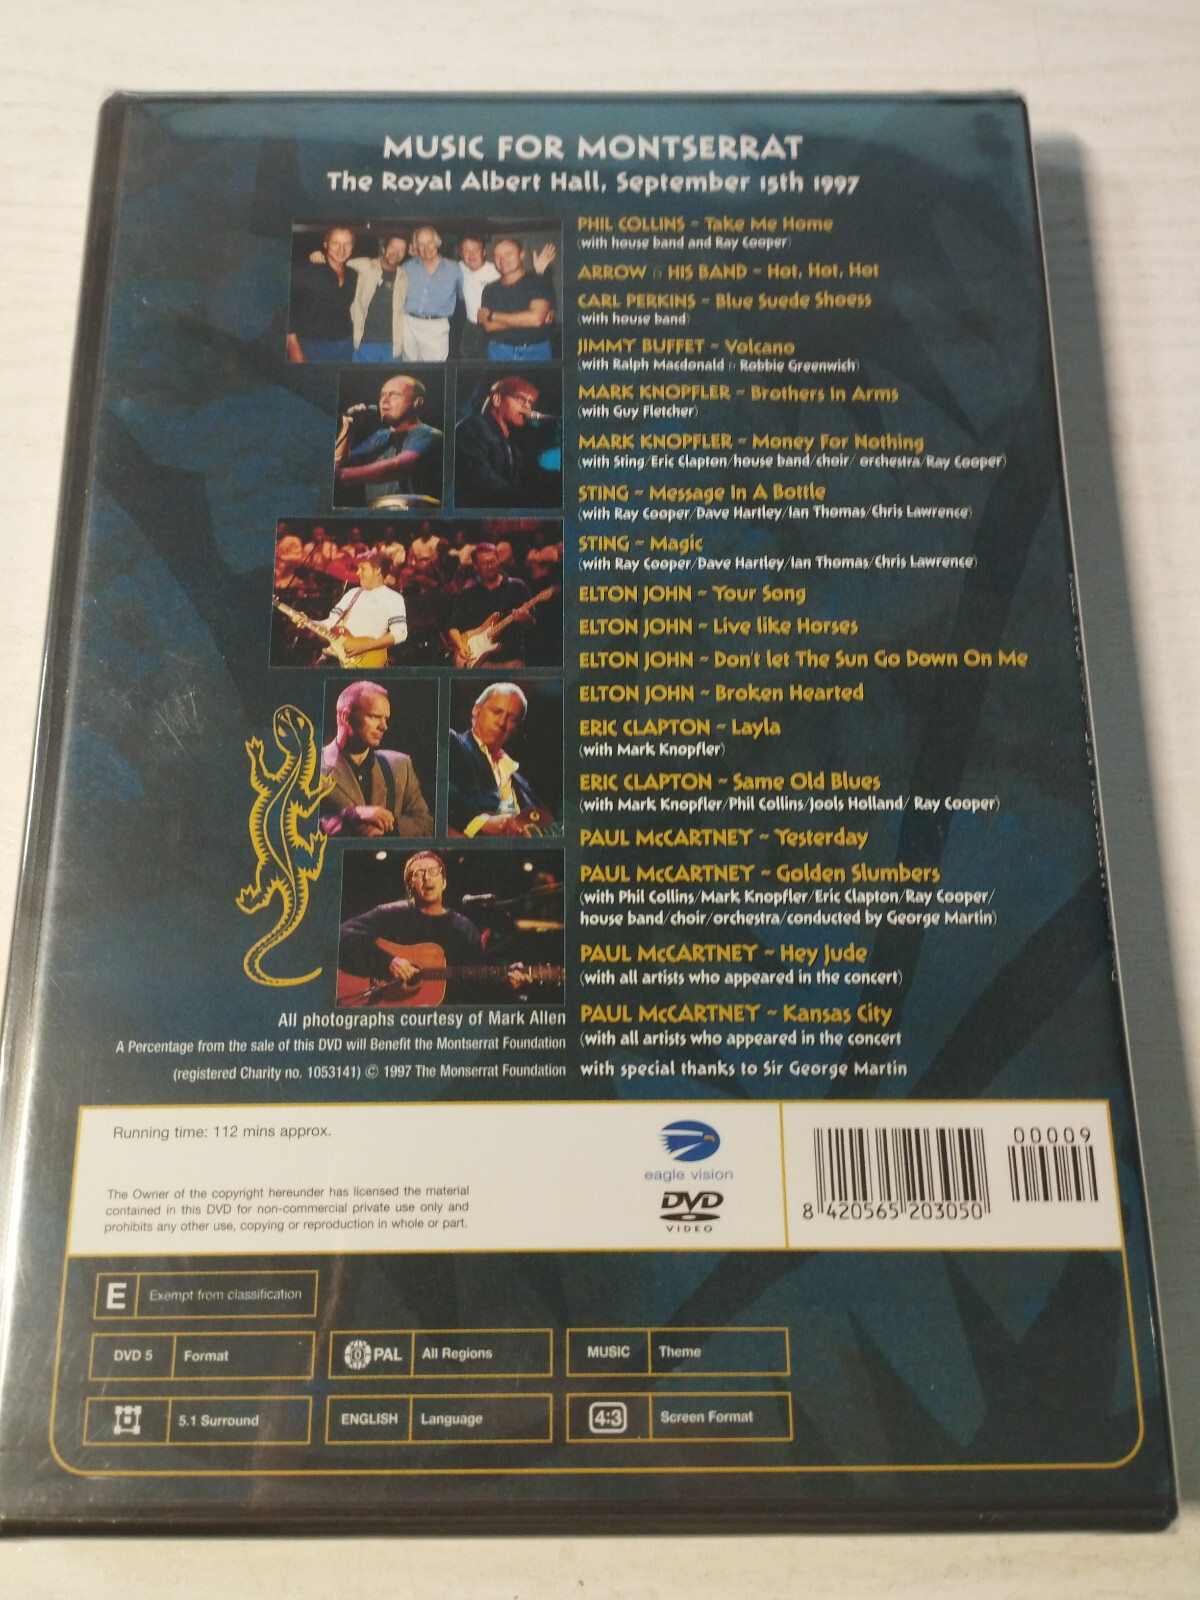 MUSIC FOR MONTSERRAT
The Royal Albert Hall, September 15th 1997
PHIL COLLINS ~ Take Me Home
(with house band and Ray Cooper)
ARROW & HIS BAND ~ Hot, Hot, Hot
CARL PERKINS ~ Blue Suede Shoess
(with house band)
JIMMY BUFFET ~ Volcano
(with Ralph Macdonald & Robbie Greenwich)
MARK KNOPFLER ~ Brothers In Arms
(with Guy Fletcher)
MARK KNOPFLER ~ Money For Nothing
(with Sting/Eric Clapton/house band/choir/ orchestra/Ray Cooper)
STING ~ Message In A Bottle
(with Ray Cooper/Dave Hartley/Ian Thomas/Chris Lawrence)
STING ~ Magic
(with Ray Cooper/Dave Hartley/Ian Thomas/Chris Lawrence)
ELTON JOHN ~ Your Song
ELTON JOHN ~ Live like Horses
ELTON JOHN ~ Don't let The Sun Go Down On Me
ELTON JOHN ~ Broken Hearted
ERIC CLAPTON ~ Layla
(with Mark Knopfler)
ERIC CLAPTON ~ Same Old Blues
(with Mark Knopfler/Phil Collins/Jools Holland/ Ray Cooper)
PAUL McCARTNEY ~ Yesterday
PAUL McCARTNEY ~ Golden Slumbers
(with Phil Collins/Mark Knopfler/Eric Clapton/Ray Cooper/
house band/choir/orchestra/conducted by George Martin)
PAUL McCARTNEY ~ Hey Jude
(with all artists who appeared in the concert)
PAUL McCARTNEY ~ Kansas City
(with all artists who appeared in the concert
with special thanks to Sir George Martin
All photographs courtesy of Mark Allen
A Percentage from the sale of this DVD will Benefit the Montserrat Foundation
(registered Charity no. 1053141) © 1997 The Monserrat Foundation
Running time: 112 mins approx.
The Owner of the copyright hereunder has licensed the material
contained in this DVD for non-commercial private use only and
prohibits any other use, copying or reproduction in whole or part.
eagle vision
DVD
VIDEO
8 420565 203050
00009
E Exempt from classification
DVD 5 Format
PAL All Regions
MUSIC Theme
5.1 Surround
ENGLISH Language
4:3 Screen Format